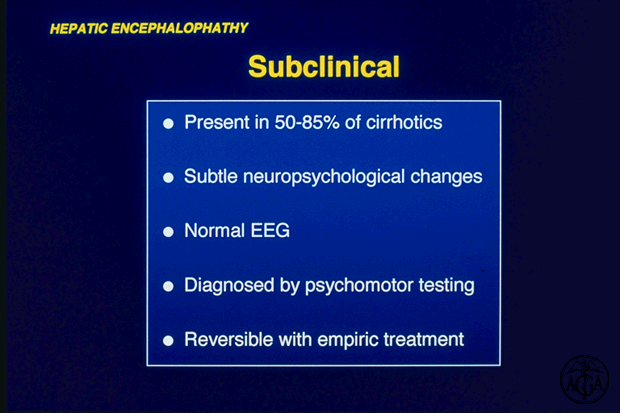 HEPATIC ENCEPHALOPHATHY
Subclinical
● Present in 50-85% of cirrhotics
● Subtle neuropsychological changes
● Normal EEG
● Diagnosed by psychomotor testing
● Reversible with empiric treatment
AGA